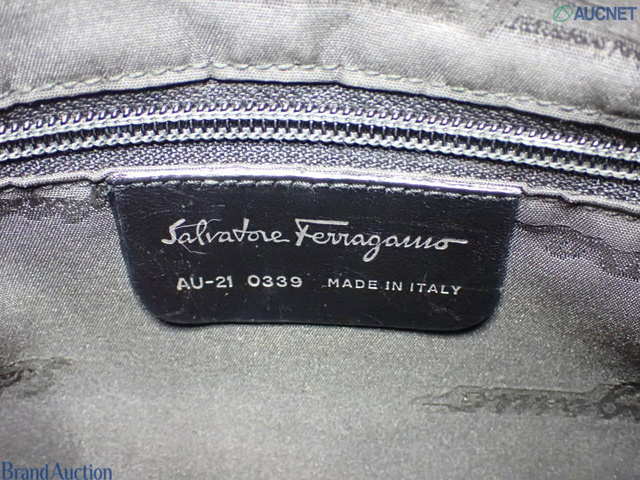 AUCNET
Salvatore Ferragamo
AU-21 0339 MADE IN ITALY
BrandAuction